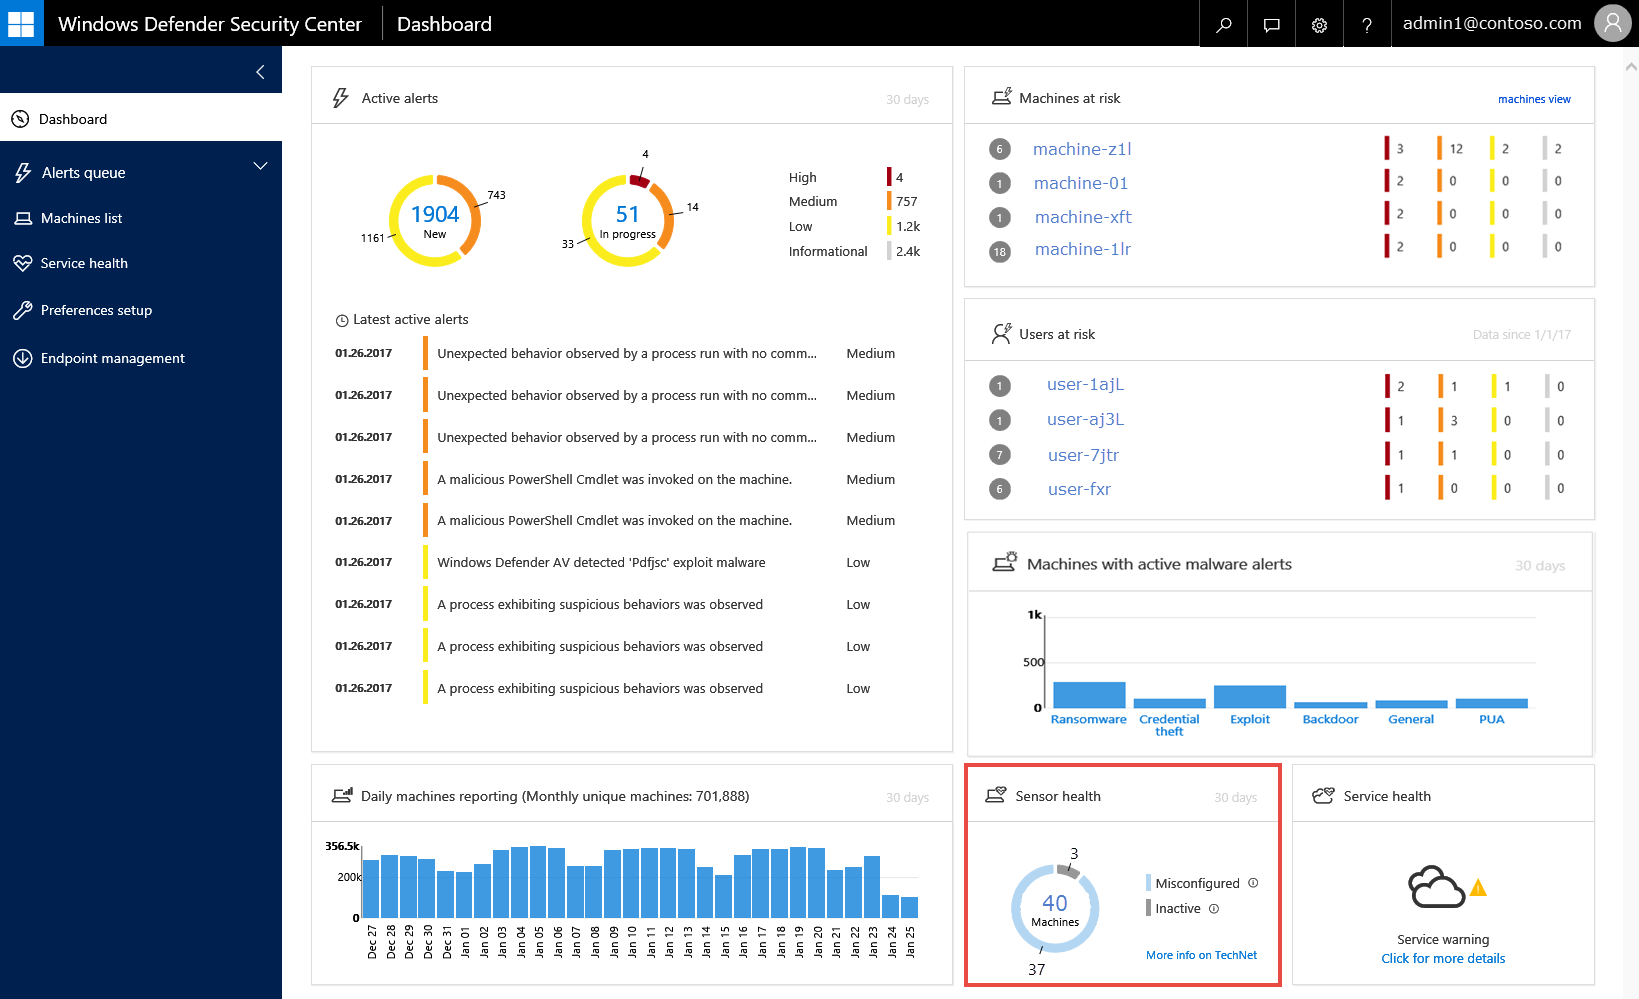 Windows Defender Security Center
Dashboard
?
admin1@contoso.com
Dashboard
Alerts queue
Machines list
Service health
Preferences setup
Endpoint management
Active alerts
30 days
1904
New
743
1161
51
In progress
4
14
33
High 4
Medium 757
Low 1.2k
Informational 2.4k
Latest active alerts
01.26.2017 Unexpected behavior observed by a process run with no comm... Medium
01.26.2017 Unexpected behavior observed by a process run with no comm... Medium
01.26.2017 Unexpected behavior observed by a process run with no comm... Medium
01.26.2017 A malicious PowerShell Cmdlet was invoked on the machine. Medium
01.26.2017 A malicious PowerShell Cmdlet was invoked on the machine. Medium
01.26.2017 Windows Defender AV detected 'Pdfjsc' exploit malware Low
01.26.2017 A process exhibiting suspicious behaviors was observed Low
01.26.2017 A process exhibiting suspicious behaviors was observed Low
01.26.2017 A process exhibiting suspicious behaviors was observed Low
Machines at risk
machines view
6 machine-z1l 3 12 2 2
1 machine-01 2 0 0 0
1 machine-xft 2 0 0 0
18 machine-1lr 2 0 0 0
Users at risk
Data since 1/1/17
1 user-1ajL 2 1 1 0
1 user-aj3L 1 3 0 0
7 user-7jtr 1 1 0 0
6 user-fxr 1 0 0 0
Machines with active malware alerts
30 days
1k
500
0
Ransomware Credential Exploit Backdoor General PUA
theft
Daily machines reporting (Monthly unique machines: 701,888)
30 days
356.5k
200k
0
Dec 27 Dec 28 Dec 29 Dec 30 Dec 31 Jan 01 Jan 02 Jan 03 Jan 04 Jan 05 Jan 06 Jan 07 Jan 08 Jan 09 Jan 10 Jan 11 Jan 12 Jan 13 Jan 14 Jan 15 Jan 16 Jan 17 Jan 18 Jan 19 Jan 20 Jan 21 Jan 22 Jan 23 Jan 24 Jan 25
Sensor health
30 days
3
40
Machines
37
Misconfigured
Inactive
More info on TechNet
Service health
Service warning
Click for more details